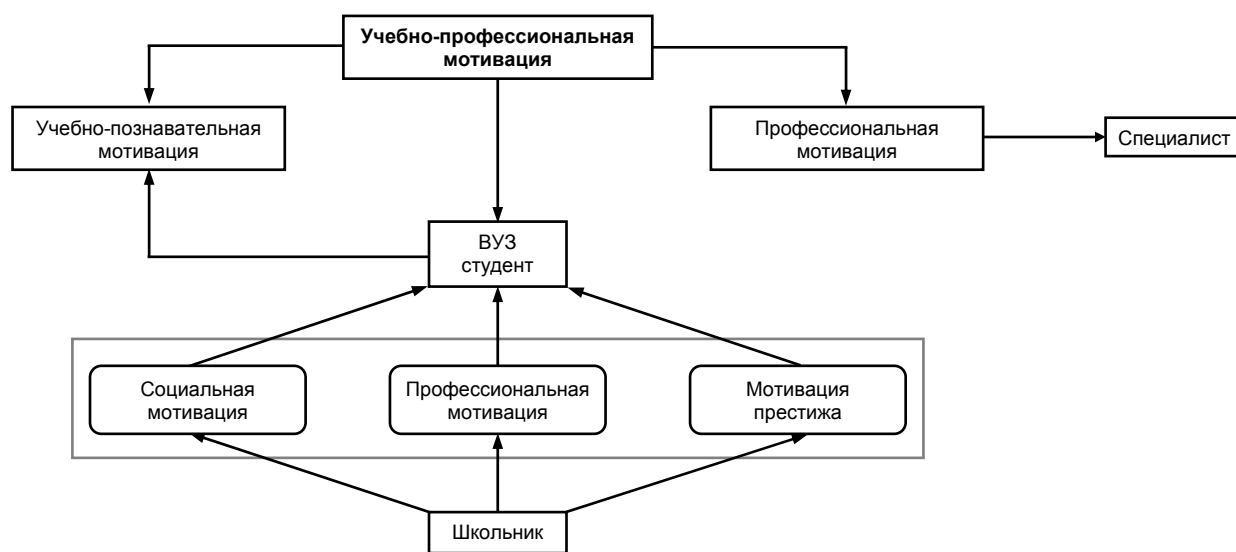 Учебно-профессиональная
мотивация
Учебно-познавательная
мотивация
Профессиональная
мотивация
Специалист
ВУЗ
студент
Социальная
мотивация
Профессиональная
мотивация
Мотивация
престижа
Школьник